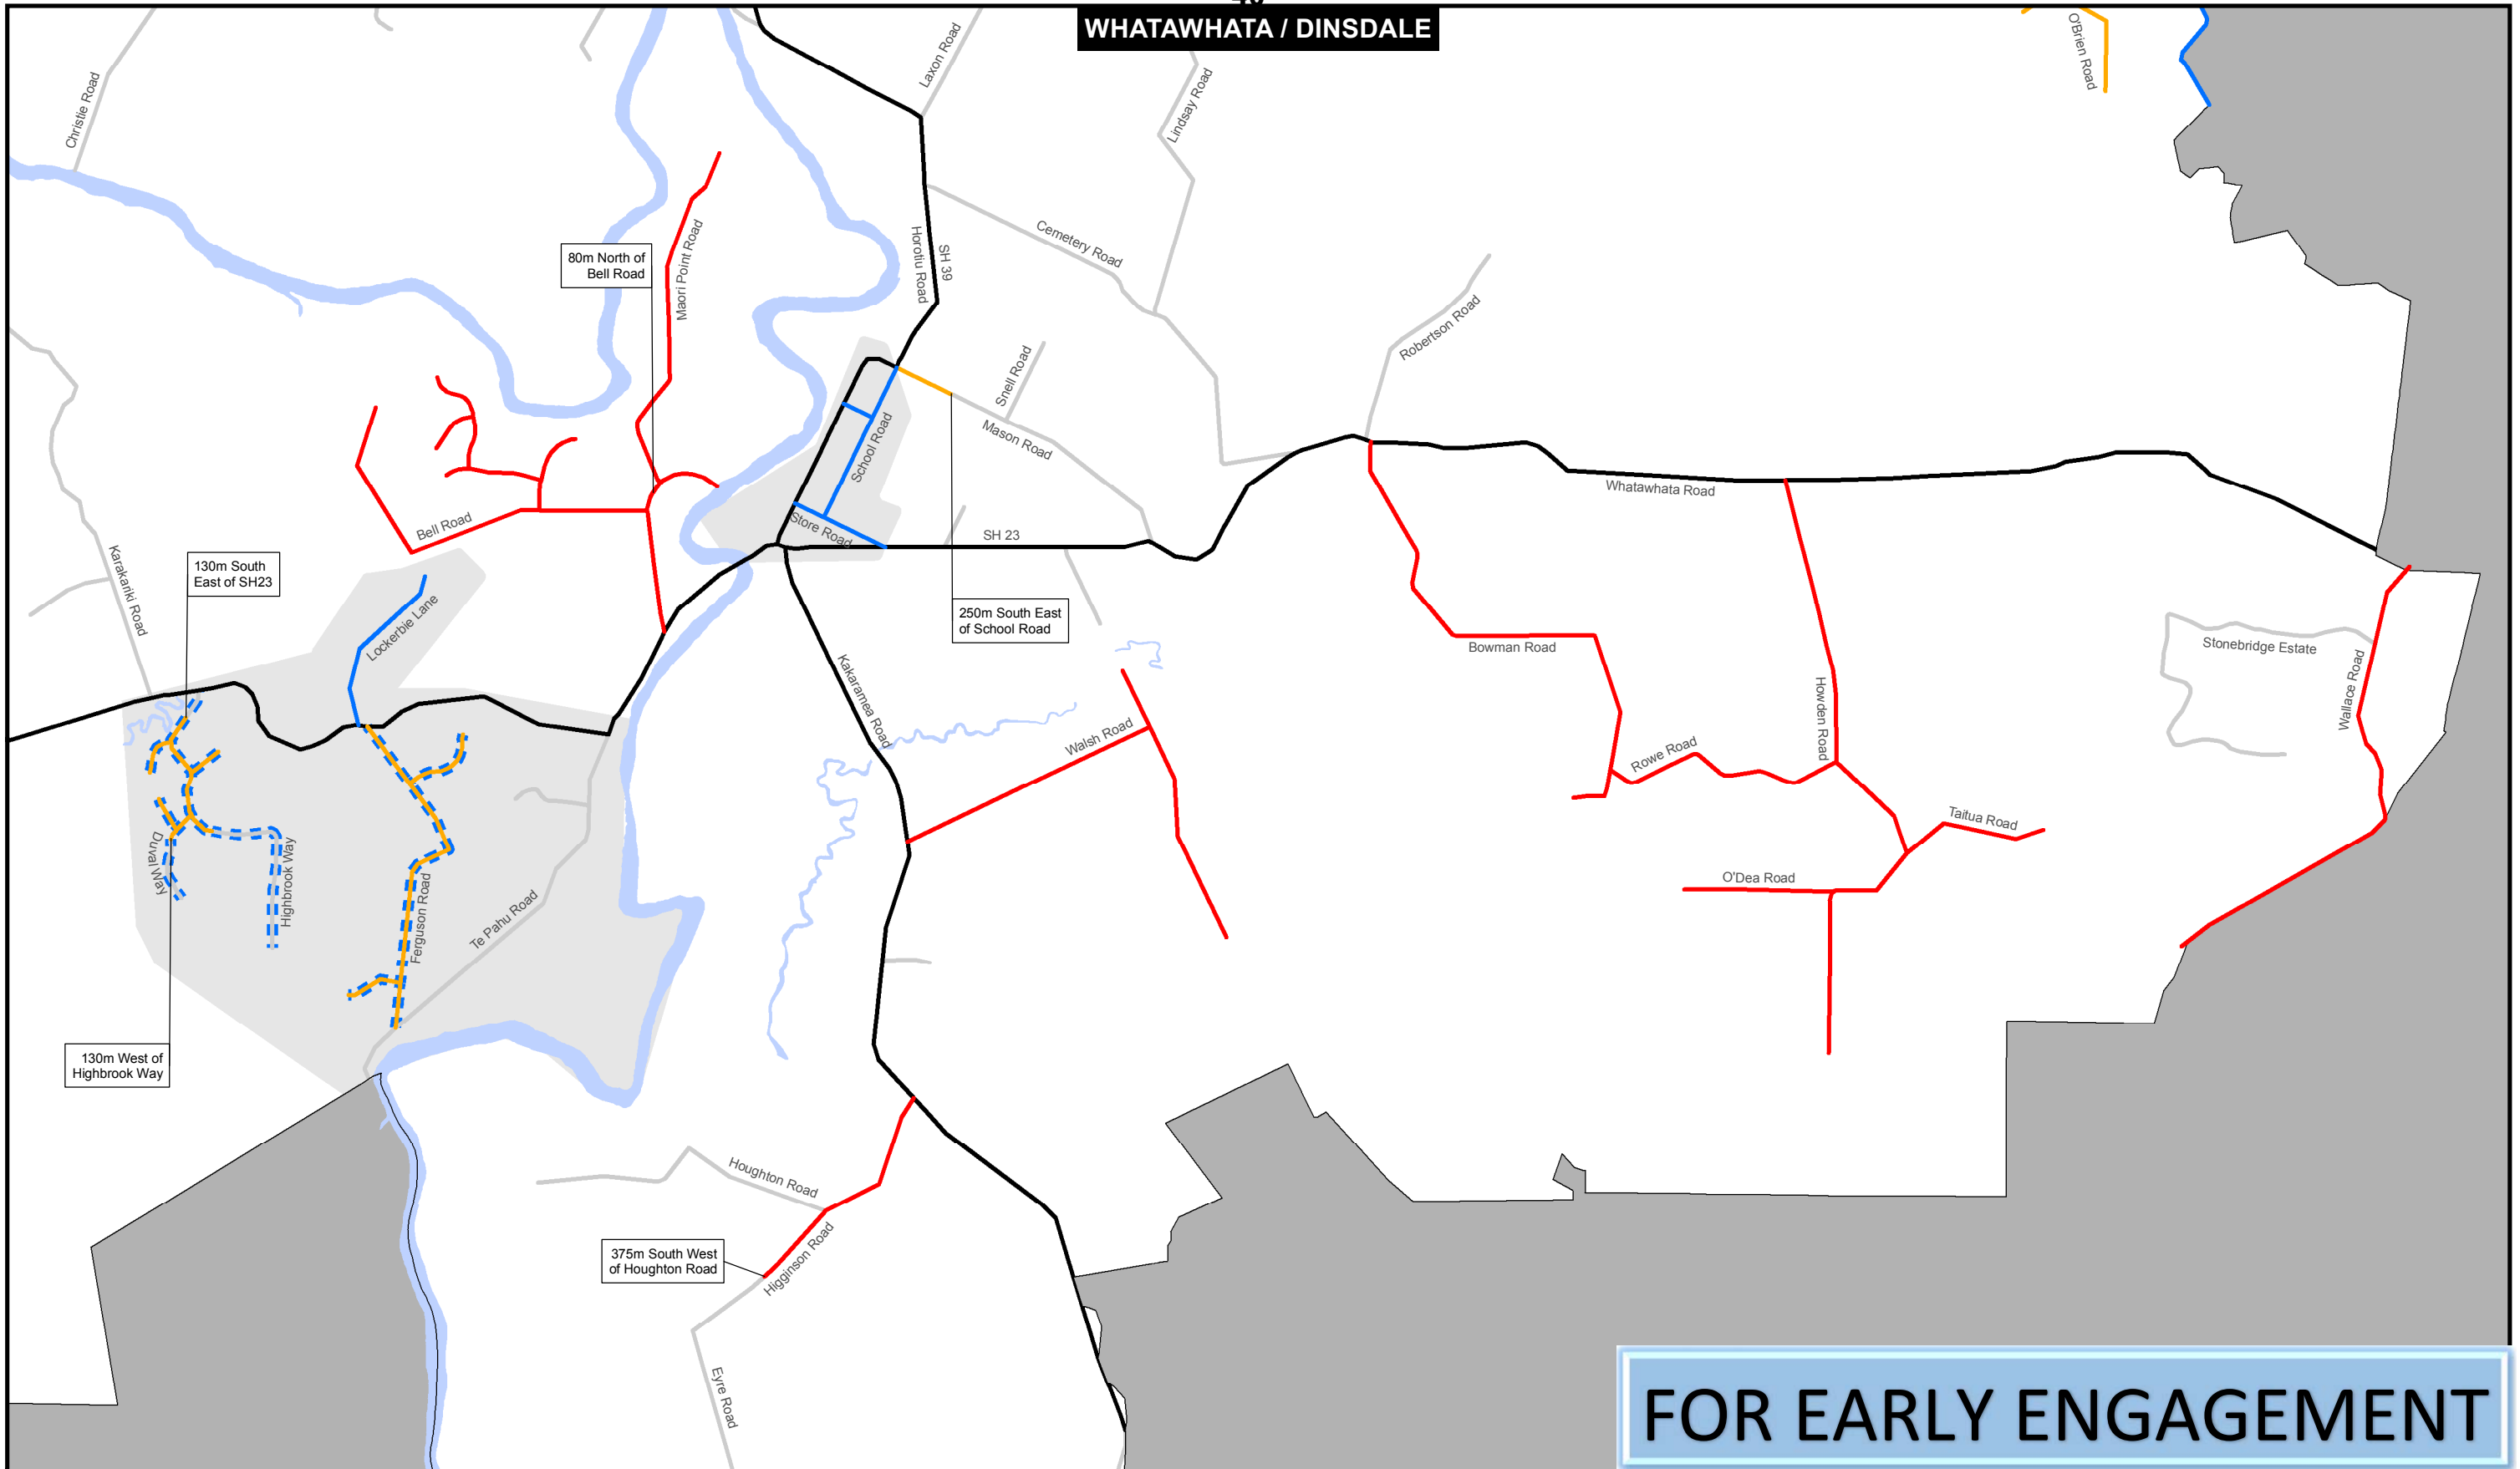 WHATAWHATA / DINSDALE
Christie Road
Laxon Road
Lindsay Road
O'Brien Road
Maori Point Road
Horotiu Road
SH 39
Cemetery Road
80m North of
Bell Road
Robertson Road
Snell Road
Mason Road
School Road
Store Road
SH 23
Whatawhata Road
Bell Road
Karakariki Road
130m South
East of SH23
Lockerbie Lane
250m South East
of School Road
Kakaramea Road
Walsh Road
Bowman Road
Howden Road
Rowe Road
Stonebridge Estate
Wallace Road
Taitua Road
O'Dea Road
Duval Way
Highbrook Way
Ferguson Road
Te Pahu Road
130m West of
Highbrook Way
Houghton Road
Higginson Road
375m South West
of Houghton Road
Eyre Road
FOR EARLY ENGAGEMENT